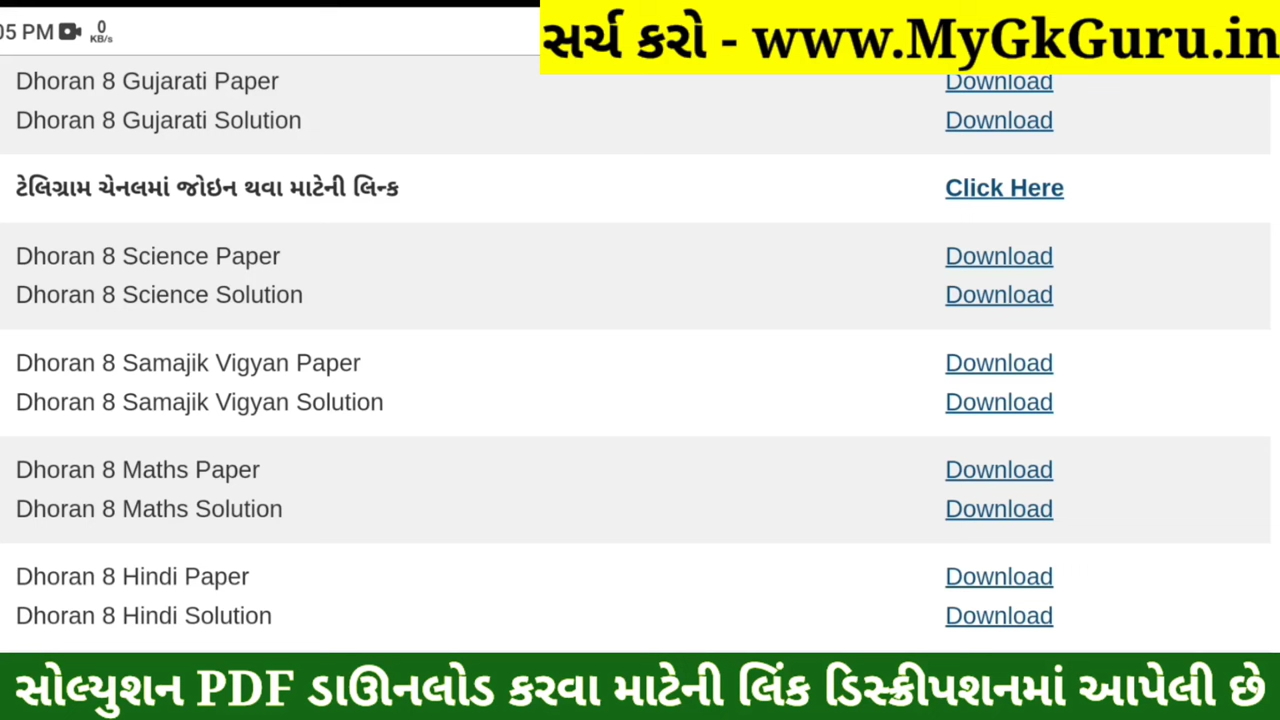 05 PM 0 KB/s
સર્ચ કરો - www.MyGkGuru.in
Dhoran 8 Gujarati Paper Download
Dhoran 8 Gujarati Solution Download
ટેલિગ્રામ ચેનલમાં જોઇન થવા માટેની લિન્ક Click Here
Dhoran 8 Science Paper Download
Dhoran 8 Science Solution Download
Dhoran 8 Samajik Vigyan Paper Download
Dhoran 8 Samajik Vigyan Solution Download
Dhoran 8 Maths Paper Download
Dhoran 8 Maths Solution Download
Dhoran 8 Hindi Paper Download
Dhoran 8 Hindi Solution Download
સોલ્યુશન PDF ડાઊનલોડ કરવા માટેની લિંક ડિસ્ક્રીપશનમાં આપેલી છે